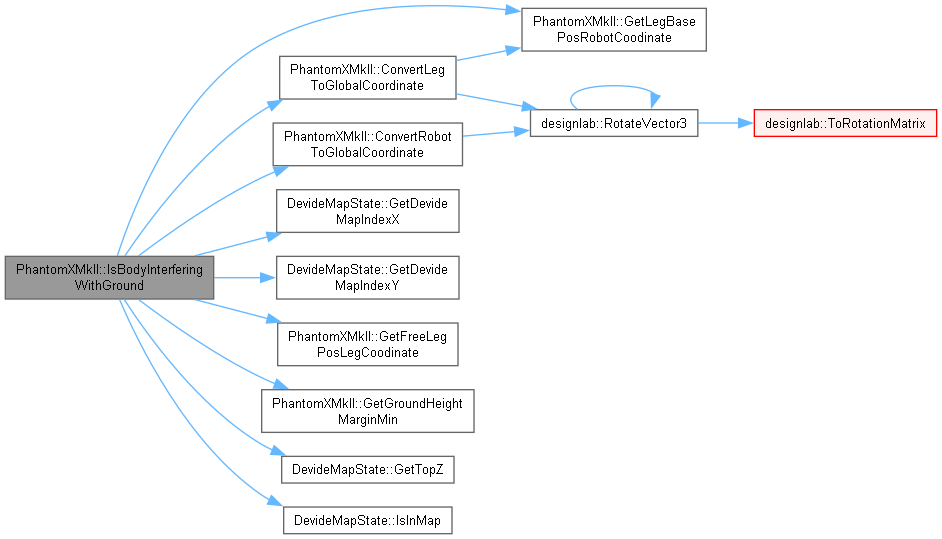 PhantomXMkII::GetLegBase
PosRobotCoodinate
PhantomXMkII::ConvertLeg
ToGlobalCoordinate
designlab::RotateVector3
designlab::ToRotationMatrix
PhantomXMkII::ConvertRobot
ToGlobalCoordinate
DevideMapState::GetDevide
MapIndexX
PhantomXMkII::IsBodyInterfering
WithGround
DevideMapState::GetDevide
MapIndexY
PhantomXMkII::GetFreeLeg
PosLegCoodinate
PhantomXMkII::GetGroundHeight
MarginMin
DevideMapState::GetTopZ
DevideMapState::IsInMap